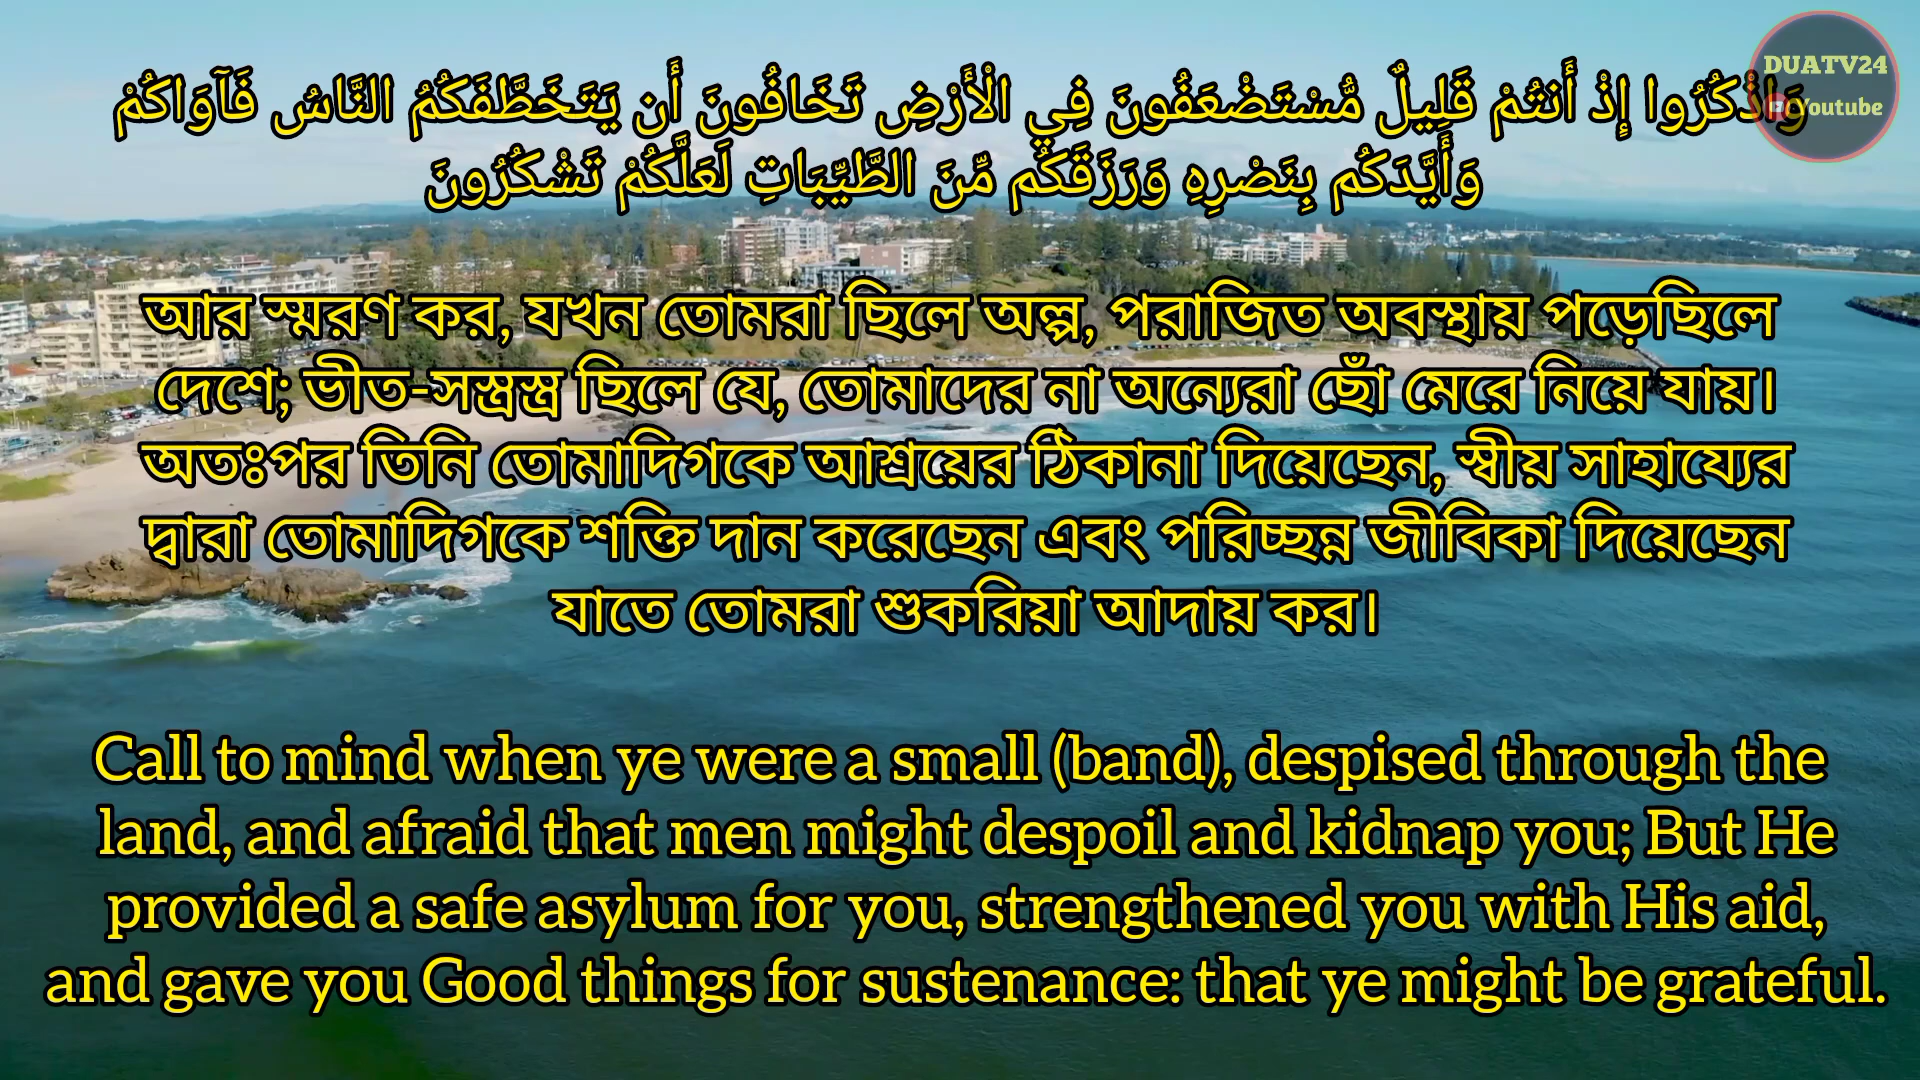 وَاذْكُرُوا إِذْ أَنتُمْ قَلِيلٌ مُّسْتَضْعَفُونَ فِي الْأَرْضِ تَخَافُونَ أَن يَتَخَطَّفَكُمُ النَّاسُ فَآوَاكُمْ
وَأَيَّدَكُم بِنَصْرِهِ وَرَزَقَكُم مِّنَ الطَّيِّبَاتِ لَعَلَّكُمْ تَشْكُرُونَ
DUATV24
Youtube
আর স্মরণ কর, যখন তোমরা ছিলে অল্প, পরাজিত অবস্থায় পড়েছিলে
দেশে; ভীত-সস্ত্রস্ত্র ছিলে যে, তোমাদের না অন্যেরা ছোঁ মেরে নিয়ে যায়।
অতঃপর তিনি তোমাদিগকে আশ্রয়ের ঠিকানা দিয়েছেন, স্বীয় সাহায্যের
দ্বারা তোমাদিগকে শক্তি দান করেছেন এবং পরিচ্ছন্ন জীবিকা দিয়েছেন
যাতে তোমরা শুকরিয়া আদায় কর।
Call to mind when ye were a small (band), despised through the
land, and afraid that men might despoil and kidnap you; But He
provided a safe asylum for you, strengthened you with His aid,
and gave you Good things for sustenance: that ye might be grateful.